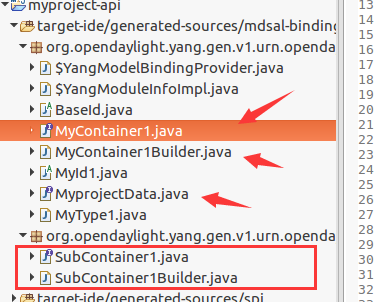 myproject-api
target-ide/generated-sources/mdsal-binding
org.opendaylight.yang.gen.v1.urn.openda
$YangModelBindingProvider.java
$YangModuleInfoImpl.java
BaseId.java
MyContainer1.java
MyContainer1Builder.java
MyId1.java
MyprojectData.java
MyType1.java
org.opendaylight.yang.gen.v1.urn.openda
SubContainer1.java
SubContainer1Builder.java
target-ide/generated-sources/spi
13
14
15
16
17
18
19
20
21
22
23
24
25
26
27
28
29
30
31
32